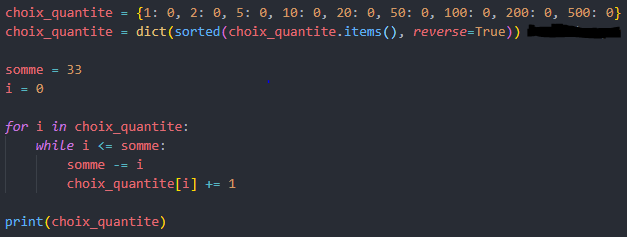 choix_quantite = {1: 0, 2: 0, 5: 0, 10: 0, 20: 0, 50: 0, 100: 0, 200: 0, 500: 0}
choix_quantite = dict(sorted(choix_quantite.items(), reverse=True))
somme = 33
i = 0
for i in choix_quantite:
    while i <= somme:
        somme -= i
        choix_quantite[i] += 1
print(choix_quantite)